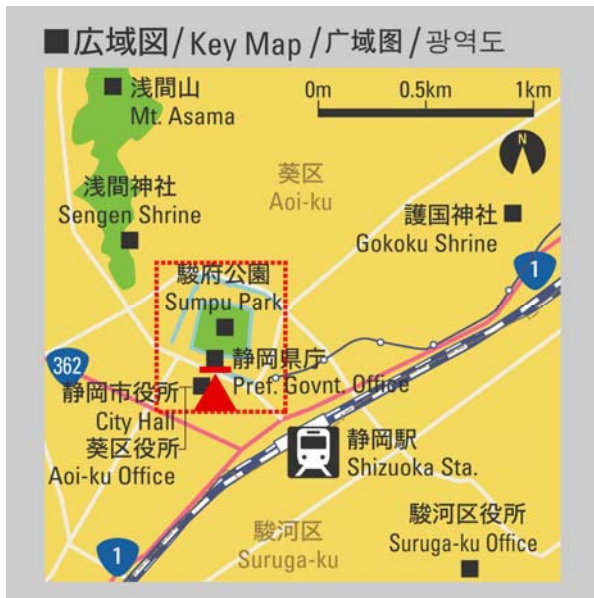 ■広域図/Key Map/广域图/광역도
浅間山
Mt. Asama
0m 0.5km 1km
N
浅間神社
Sengen Shrine
葵区
Aoi-ku
護国神社
Gokoku Shrine
1
駿府公園
Sumpu Park
362
静岡県庁
Pref. Govnt. Office
静岡市役所
City Hall
葵区役所
Aoi-ku Office
静岡駅
Shizuoka Sta.
駿河区
Suruga-ku
駿河区役所
Suruga-ku Office
1